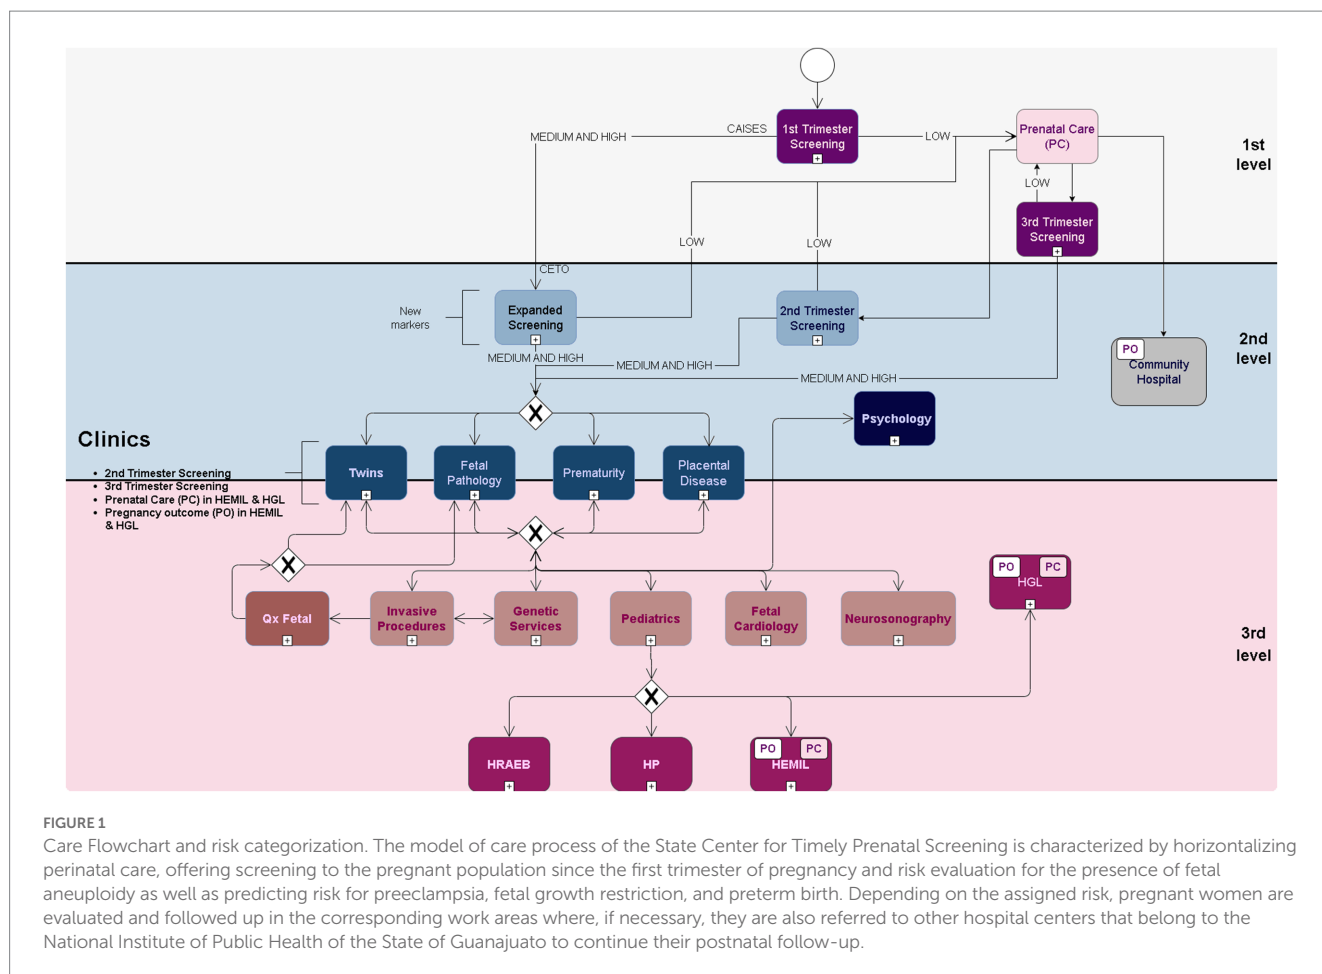 CAISES
1st Trimester
Screening
MEDIUM AND HIGH
LOW
Prenatal Care
(PC)
1st
level
LOW
3rd Trimester
Screening
LOW
LOW
CETO
New
markers
Expanded
Screening
2nd Trimester
Screening
2nd
level
MEDIUM AND HIGH
MEDIUM AND HIGH
MEDIUM AND HIGH
PO
Community
Hospital
X
Psychology
Clinics
• 2nd Trimester Screening
• 3rd Trimester Screening
• Prenatal Care (PC) in HEMIL & HGL
• Pregnancy outcome (PO) in HEMIL
& HGL
Twins
Fetal
Pathology
Prematurity
Placental
Disease
X
X
PO PC
HGL
Qx Fetal
Invasive
Procedures
Genetic
Services
Pediatrics
Fetal
Cardiology
Neurosonography
3rd
level
X
HRAEB
HP
PO PC
HEMIL
FIGURE 1
Care Flowchart and risk categorization. The model of care process of the State Center for Timely Prenatal Screening is characterized by horizontalizing
perinatal care, offering screening to the pregnant population since the first trimester of pregnancy and risk evaluation for the presence of fetal
aneuploidy as well as predicting risk for preeclampsia, fetal growth restriction, and preterm birth. Depending on the assigned risk, pregnant women are
evaluated and followed up in the corresponding work areas where, if necessary, they are also referred to other hospital centers that belong to the
National Institute of Public Health of the State of Guanajuato to continue their postnatal follow-up.